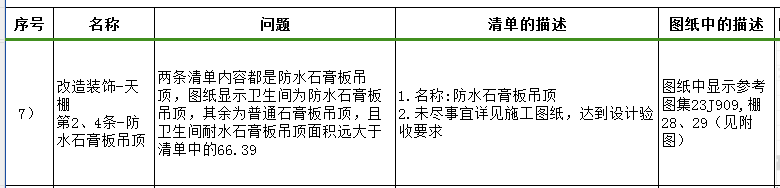 序号 名称 问题 清单的描述 图纸中的描述
7）
改造装饰-天
棚
第2、4条-防
水石膏板吊顶
两条清单内容都是防水石膏板吊
顶，图纸显示卫生间为防水石膏板
吊顶，其余为普通石膏板吊顶，且
卫生间耐水石膏板吊顶面积远大于
清单中的66.39
1.名称:防水石膏板吊顶
2.未尽事宜详见施工图纸，达到设计验
收要求
图纸中显示参考
图集23J909,棚
28、29（见附
图）